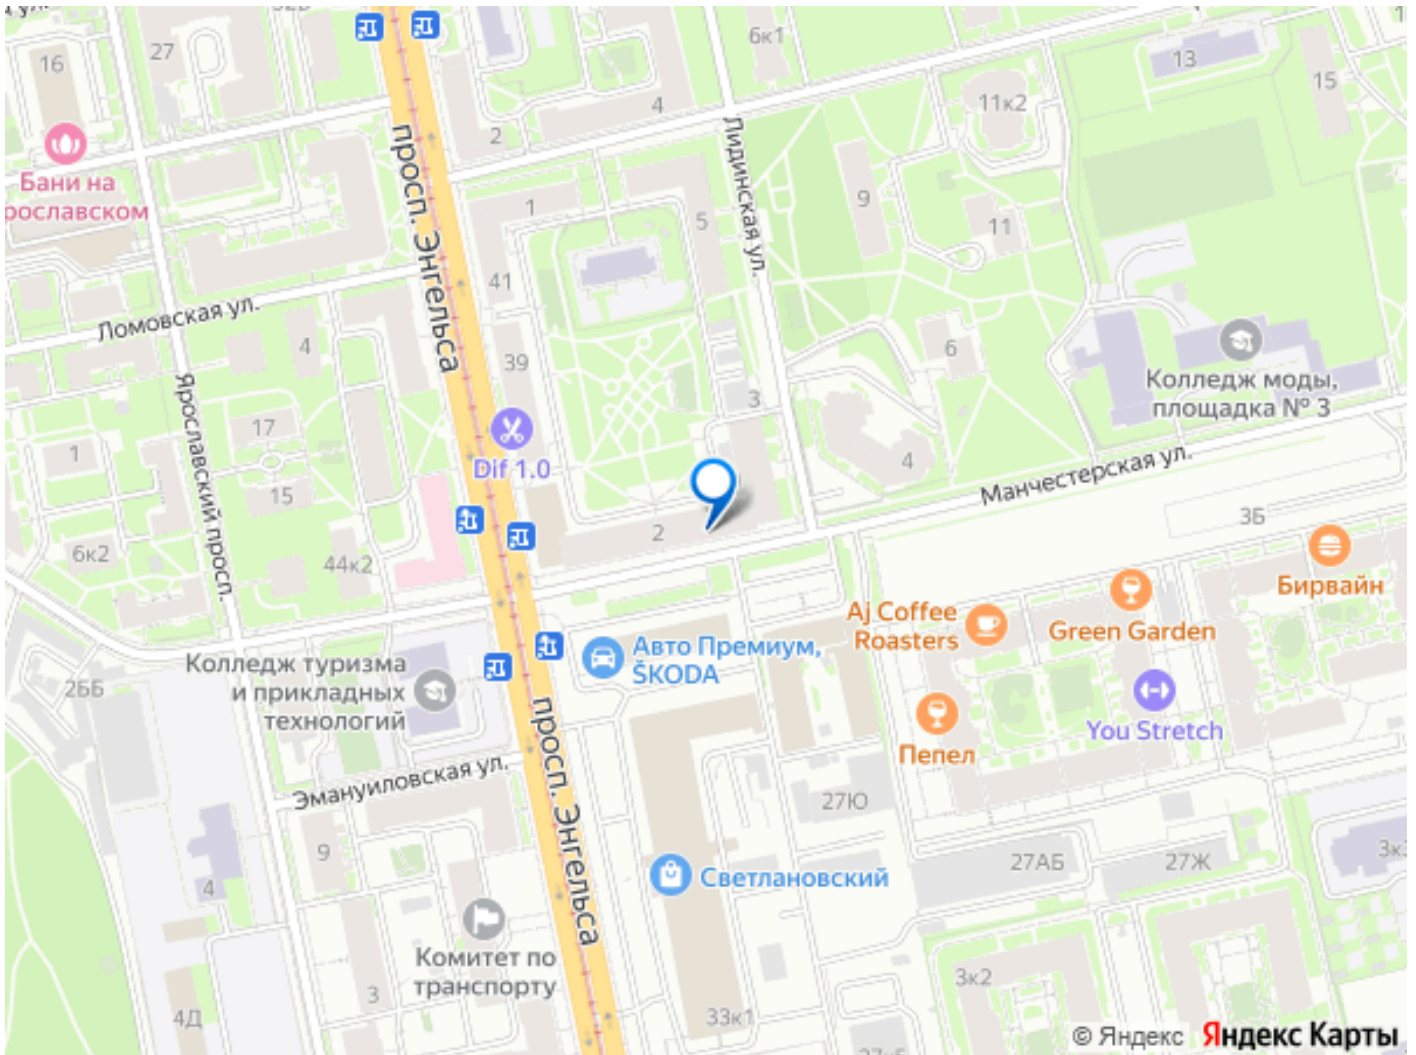 27
16
6к1
13
15
4
2
11к2
Бани на
рославском
просп. Энгельса
Лидинская ул.
1
5
9
11
41
Ломовская ул.
4
39
6
3
Колледж моды,
площадка № 3
Ярославский просп.
17
1
Dif 1.0
15
4
Манчестерская ул.
2
3Б
6к2
44к2
Бирвайн
Aj Coffee
Roasters
Green Garden
Авто Премиум,
ŠKODA
Колледж туризма
и прикладных
технологий
2ББ
You Stretch
Пепел
просп. Энгельса
Эмануиловская ул.
27Ю
9
27АБ
27Ж
Светлановский
4
Комитет по
транспорту
3к2
3
4Д
33к1
© Яндекс Яндекс Карты